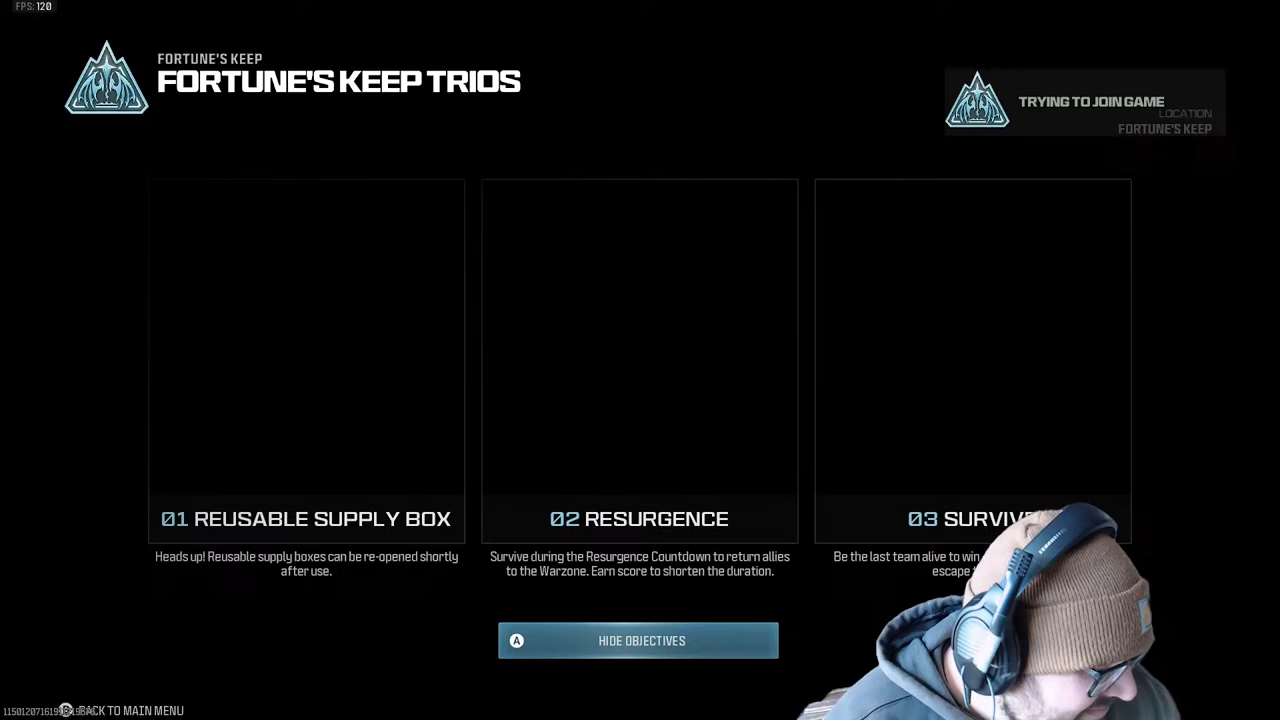 FPS: 120
FORTUNE'S KEEP
FORTUNE'S KEEP TRIOS
TRYING TO JOIN GAME
LOCATION
FORTUNE'S KEEP
01 REUSABLE SUPPLY BOX
Heads up! Reusable supply boxes can be re-opened shortly
after use.
02 RESURGENCE
Survive during the Resurgence Countdown to return allies
to the Warzone. Earn score to shorten the duration.
03 SURVIVE
Be the last team alive to win
escape
A HIDE OBJECTIVES
BACK TO MAIN MENU